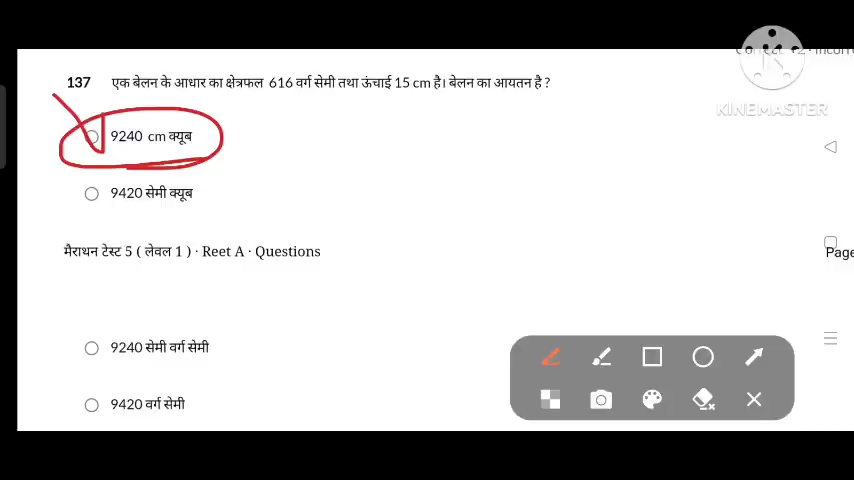 137 एक बेलन के आधार का क्षेत्रफल 616 वर्ग सेमी तथा ऊंचाई 15 cm है। बेलन का आयतन है ?
KINEMASTER
9240 cm क्यूब
9420 सेमी क्यूब
मैराथन टेस्ट 5 ( लेवल 1 ) · Reet A · Questions
Page
9240 सेमी वर्ग सेमी
9420 वर्ग सेमी